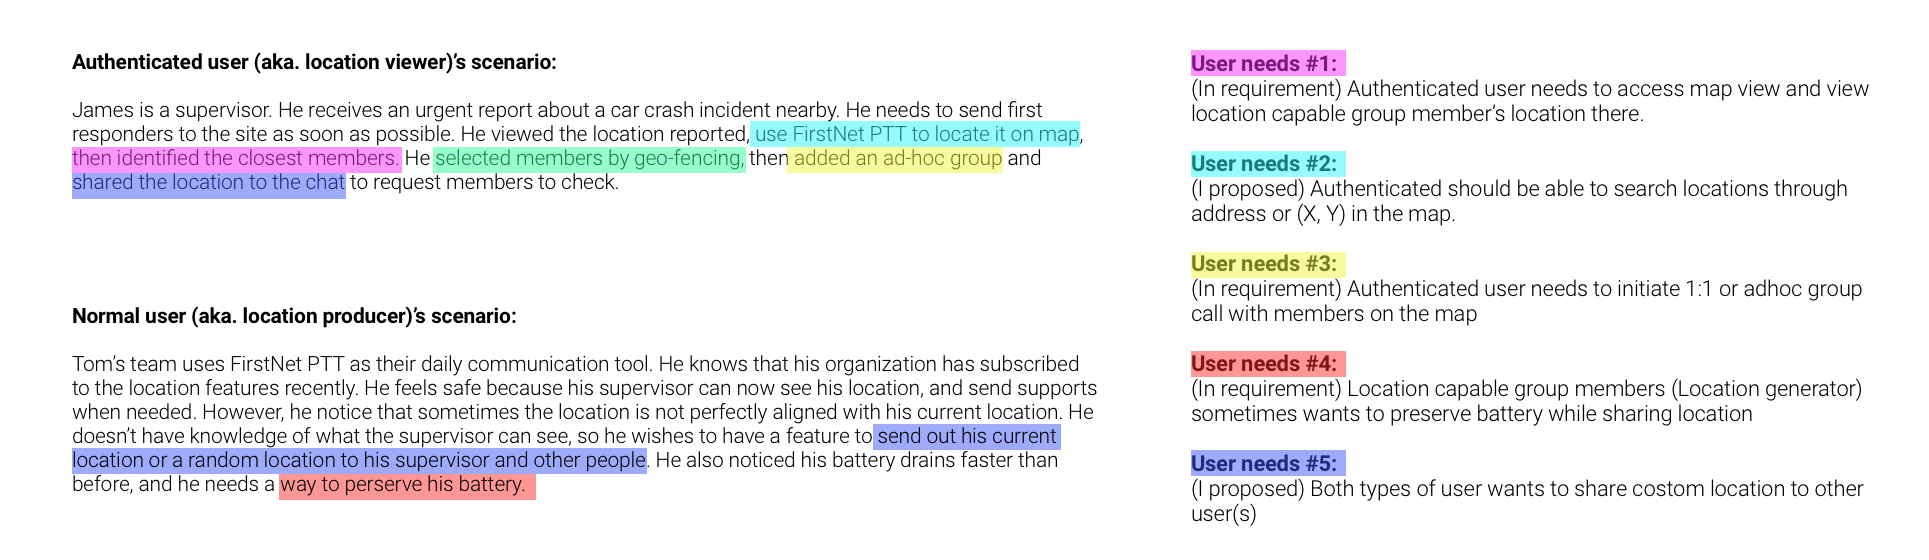 Authenticated user (aka. location viewer)’s scenario:
James is a supervisor. He receives an urgent report about a car crash incident nearby. He needs to send first
responders to the site as soon as possible. He viewed the location reported, use FirstNet PTT to locate it on map,
then identified the closest members. He selected members by geo-fencing, then added an ad-hoc group and
shared the location to the chat to request members to check.
Normal user (aka. location producer)’s scenario:
Tom’s team uses FirstNet PTT as their daily communication tool. He knows that his organization has subscribed
to the location features recently. He feels safe because his supervisor can now see his location, and send supports
when needed. However, he notice that sometimes the location is not perfectly aligned with his current location. He
doesn’t have knowledge of what the supervisor can see, so he wishes to have a feature to send out his current
location or a random location to his supervisor and other people. He also noticed his battery drains faster than
before, and he needs a way to perserve his battery.
User needs #1:
(In requirement) Authenticated user needs to access map view and view
location capable group member’s location there.
User needs #2:
(I proposed) Authenticated should be able to search locations through
address or (X, Y) in the map.
User needs #3:
(In requirement) Authenticated user needs to initiate 1:1 or adhoc group
call with members on the map
User needs #4:
(In requirement) Location capable group members (Location generator)
sometimes wants to preserve battery while sharing location
User needs #5:
(I proposed) Both types of user wants to share costom location to other
user(s)